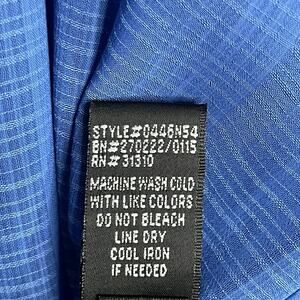 STYLE#0446N54
BN#270222/0115
RN#31310
MACHINE WASH COLD
WITH LIKE COLORS
DO NOT BLEACH
LINE DRY
COOL IRON
IF NEEDED